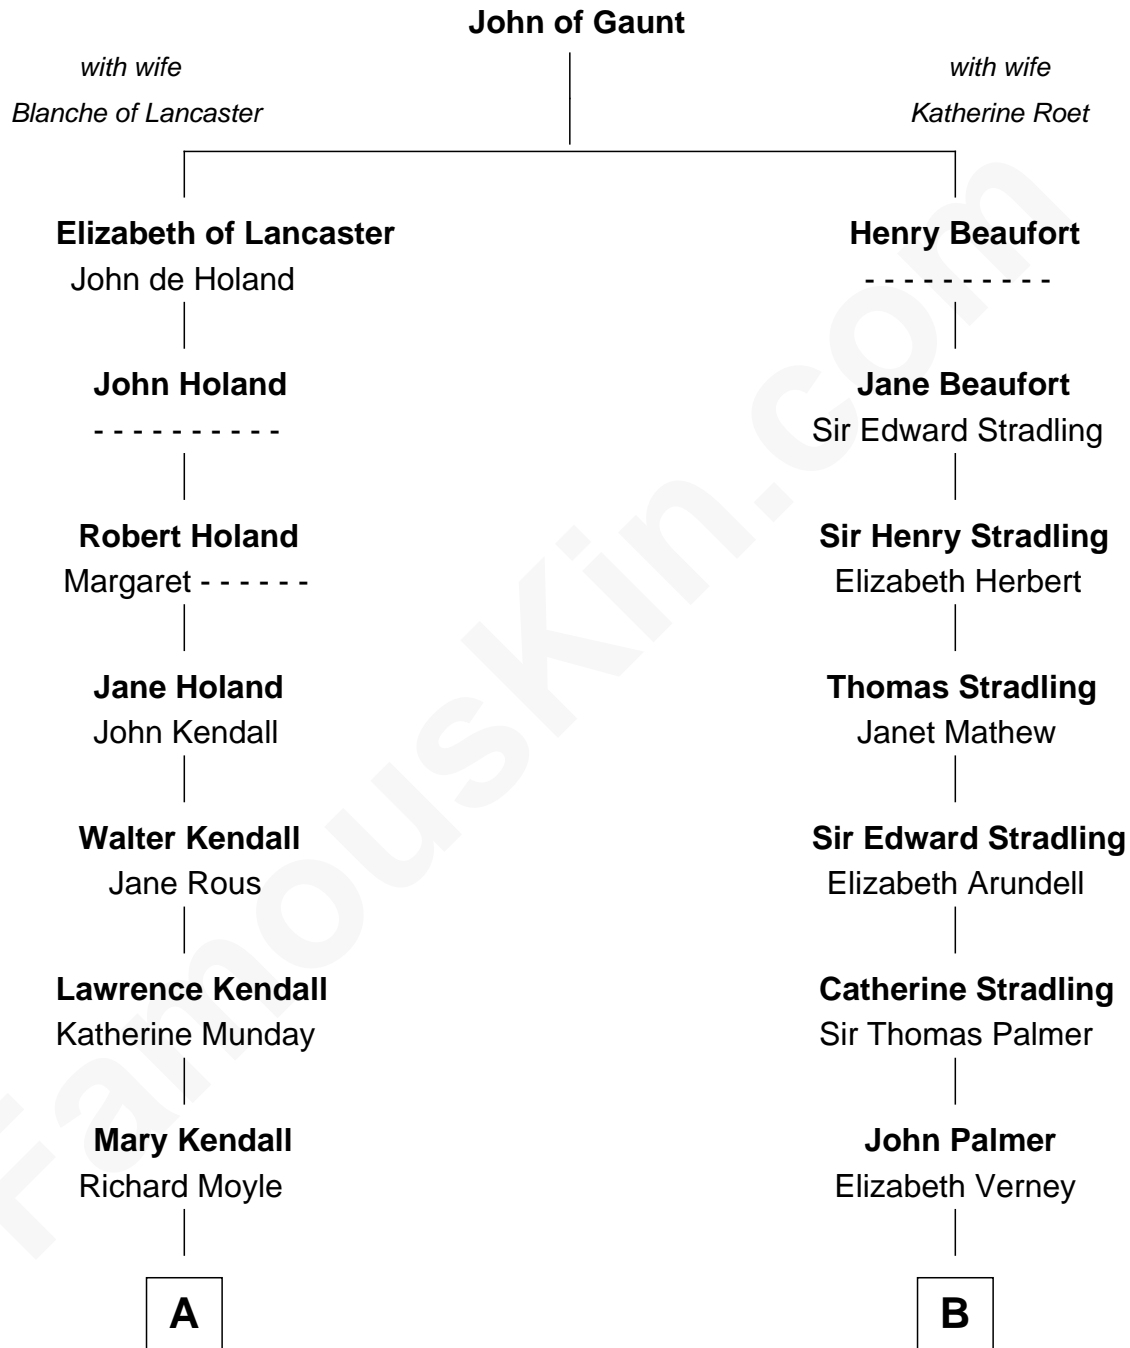 John of Gaunt
with wife
Blanche of Lancaster
with wife
Katherine Roet
Elizabeth of Lancaster
John de Holand
Henry Beaufort
- - - - - - - - - -
John Holand
- - - - - - - - - -
Jane Beaufort
Sir Edward Stradling
Robert Holand
Margaret - - - - - -
Sir Henry Stradling
Elizabeth Herbert
Jane Holand
John Kendall
Thomas Stradling
Janet Mathew
Walter Kendall
Jane Rous
Sir Edward Stradling
Elizabeth Arundell
Lawrence Kendall
Katherine Munday
Catherine Stradling
Sir Thomas Palmer
Mary Kendall
Richard Moyle
John Palmer
Elizabeth Verney
A
B
FamousKin.com